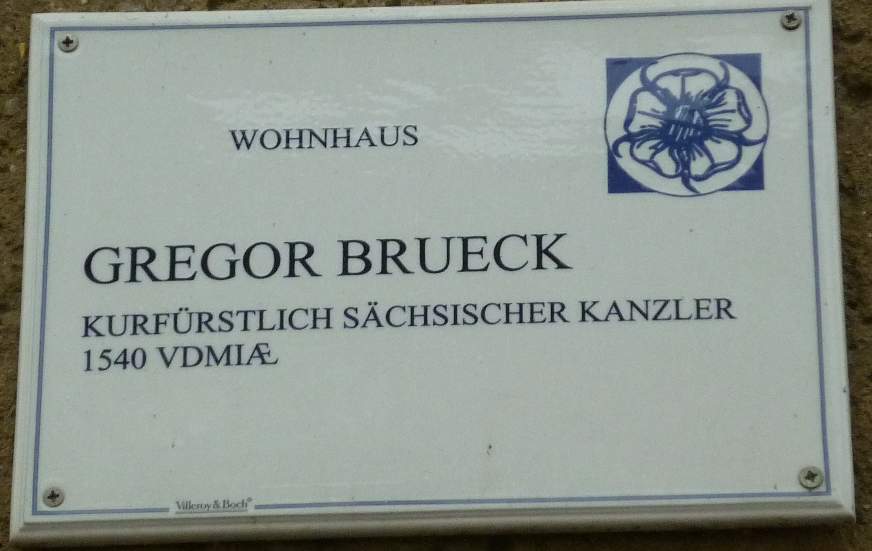 WOHNHAUS
GREGOR BRUECK
KURFÜRSTLICH SÄCHSISCHER KANZLER
1540 VDMIÆ
Villeroy & Boch®